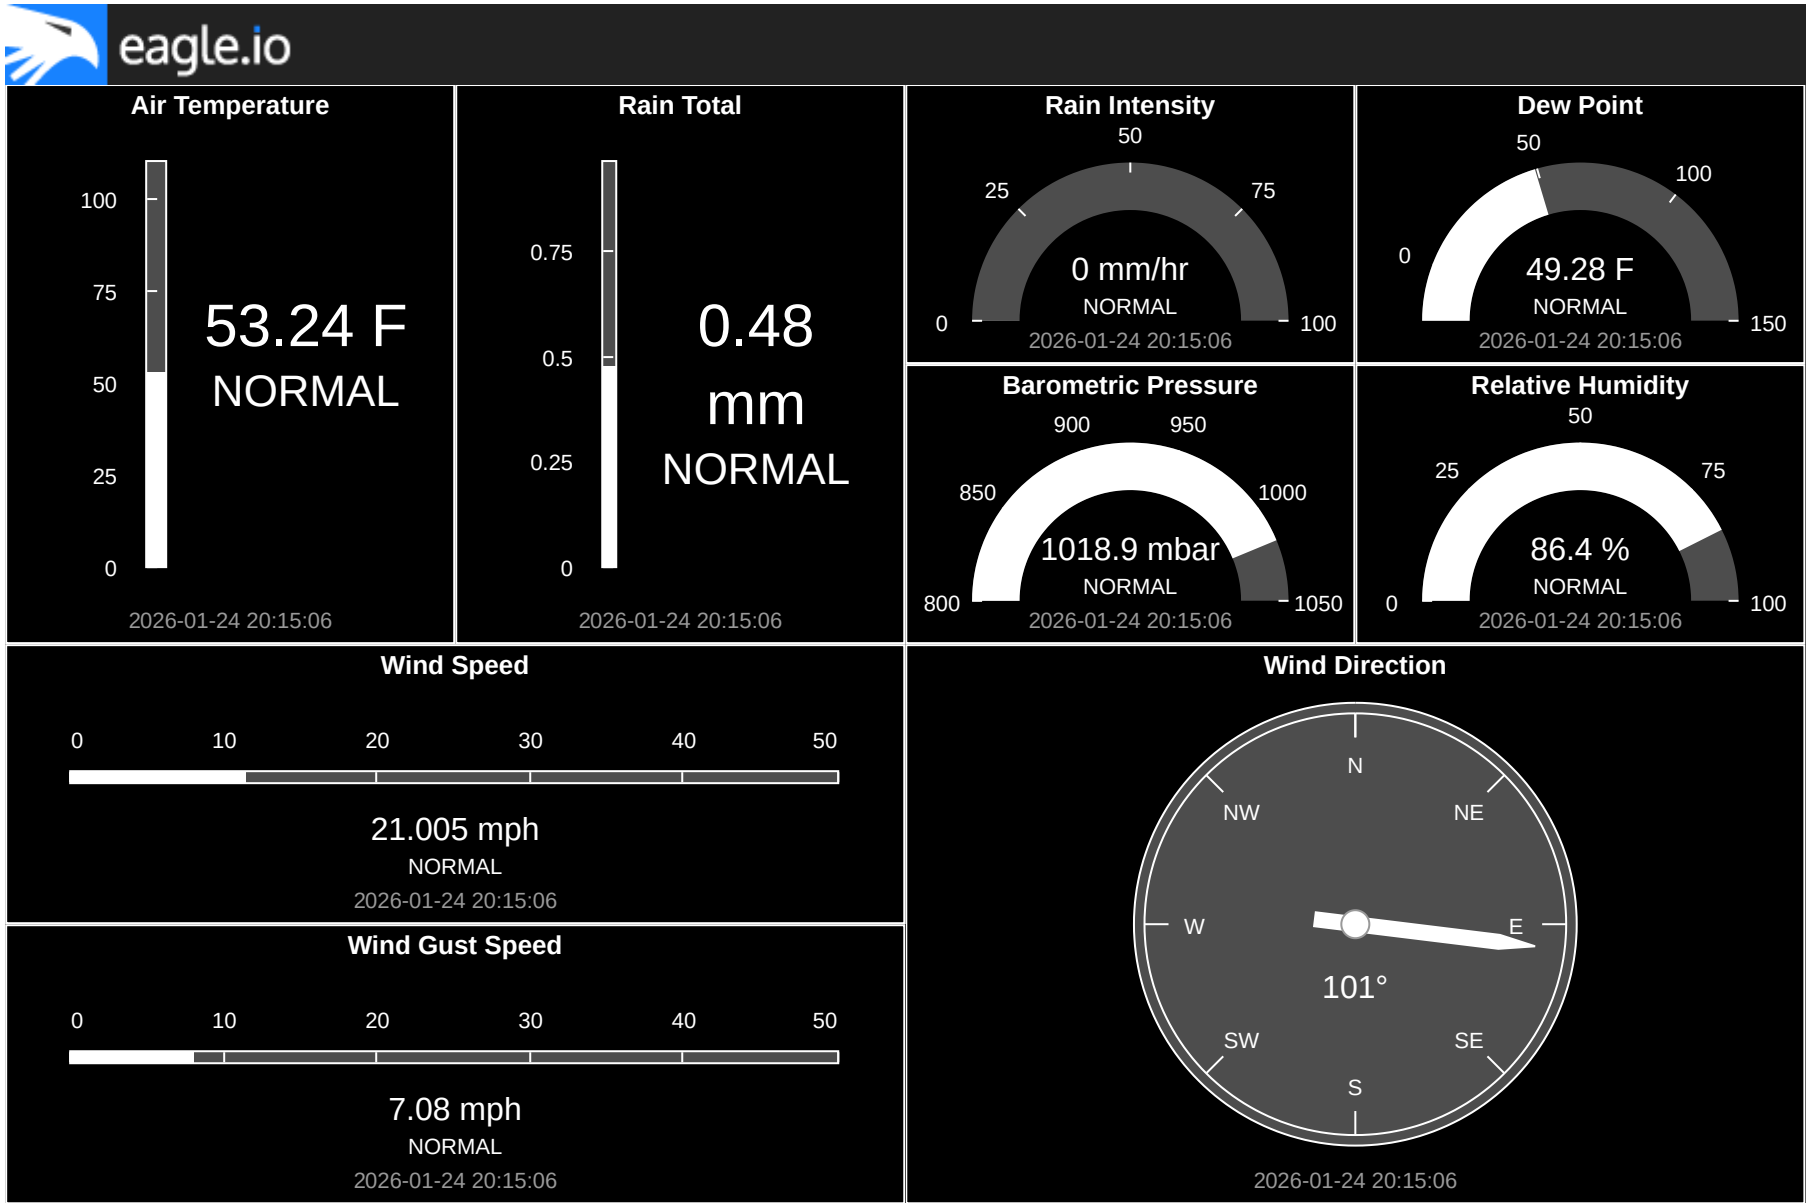 eagle.io
Air Temperature
100
75
50
25
0
53.24 F
NORMAL
2026-01-24 20:15:06
Rain Total
0.75
0.5
0.25
0
0.48
mm
NORMAL
2026-01-24 20:15:06
Rain Intensity
0
25
50
75
100
0 mm/hr
NORMAL
2026-01-24 20:15:06
Dew Point
0
50
100
150
49.28 F
NORMAL
2026-01-24 20:15:06
Barometric Pressure
800
850
900
950
1000
1050
1018.9 mbar
NORMAL
2026-01-24 20:15:06
Relative Humidity
0
25
50
75
100
86.4 %
NORMAL
2026-01-24 20:15:06
Wind Speed
0 10 20 30 40 50
21.005 mph
NORMAL
2026-01-24 20:15:06
Wind Gust Speed
0 10 20 30 40 50
7.08 mph
NORMAL
2026-01-24 20:15:06
Wind Direction
N
NW NE
W E
101°
SW SE
S
2026-01-24 20:15:06